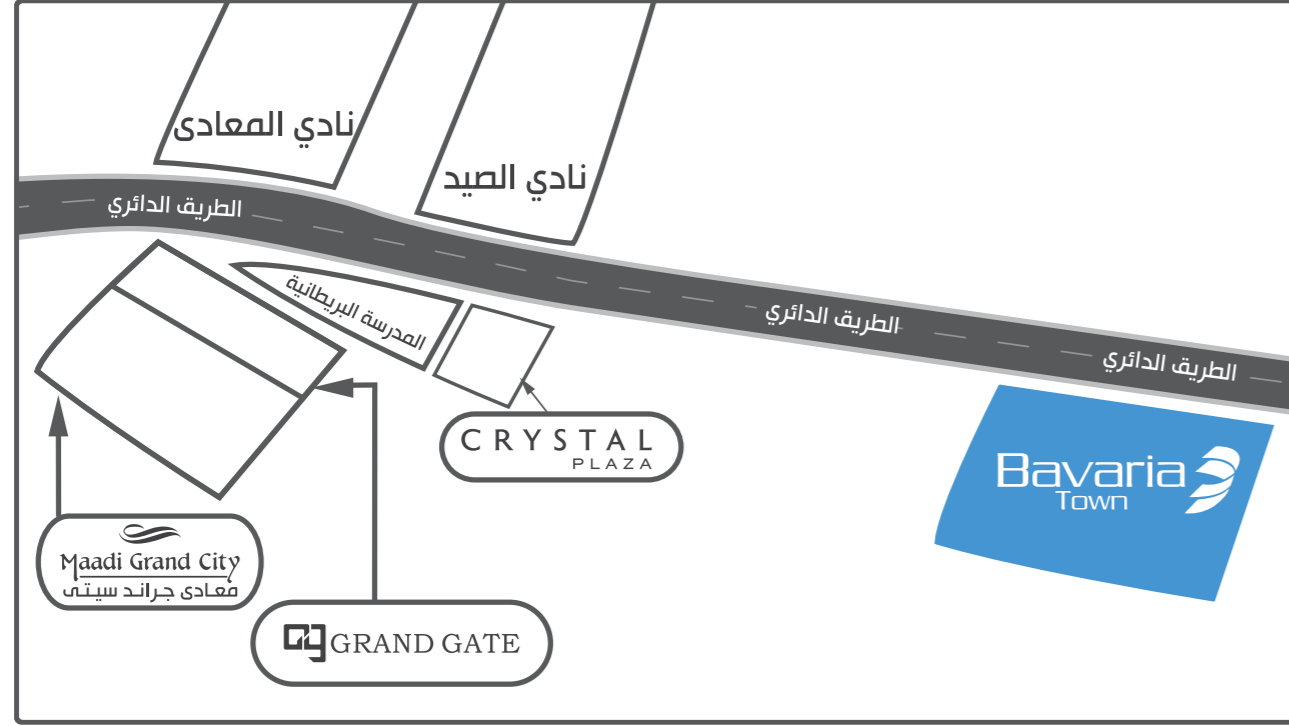 نادي المعادى
نادي الصيد
الطريق الدائري
المدرسة البريطانية
الطريق الدائري
الطريق الدائري
CRYSTAL
PLAZA
Bavaria
Town
Maadi Grand City
معادى جراند سيتى
GRAND GATE